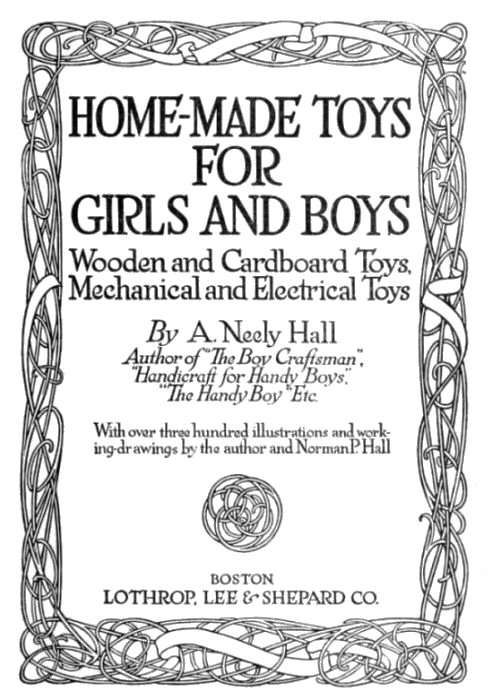 HOME-MADE TOYS
FOR
GIRLS AND BOYS
Wooden and Cardboard Toys,
Mechanical and Electrical Toys
By A. Neely Hall
Author of "The Boy Craftsman",
"Handicraft for Handy Boys,"
"The Handy Boy" Etc.
With over three hundred illustrations and work-
ing-drawings by the author and Norman P. Hall
BOSTON
LOTHROP, LEE & SHEPARD CO.